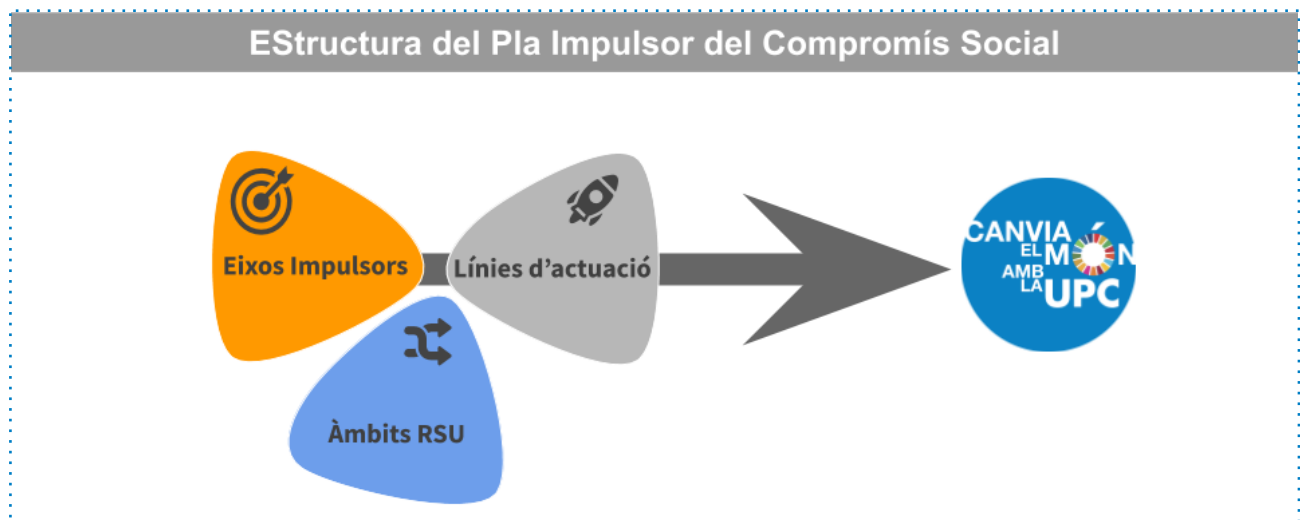 EStructura del Pla Impulsor del Compromís Social
Eixos Impulsors
Línies d'actuació
Àmbits RSU
CANVIA
EL MÓN
AMB
LA UPC